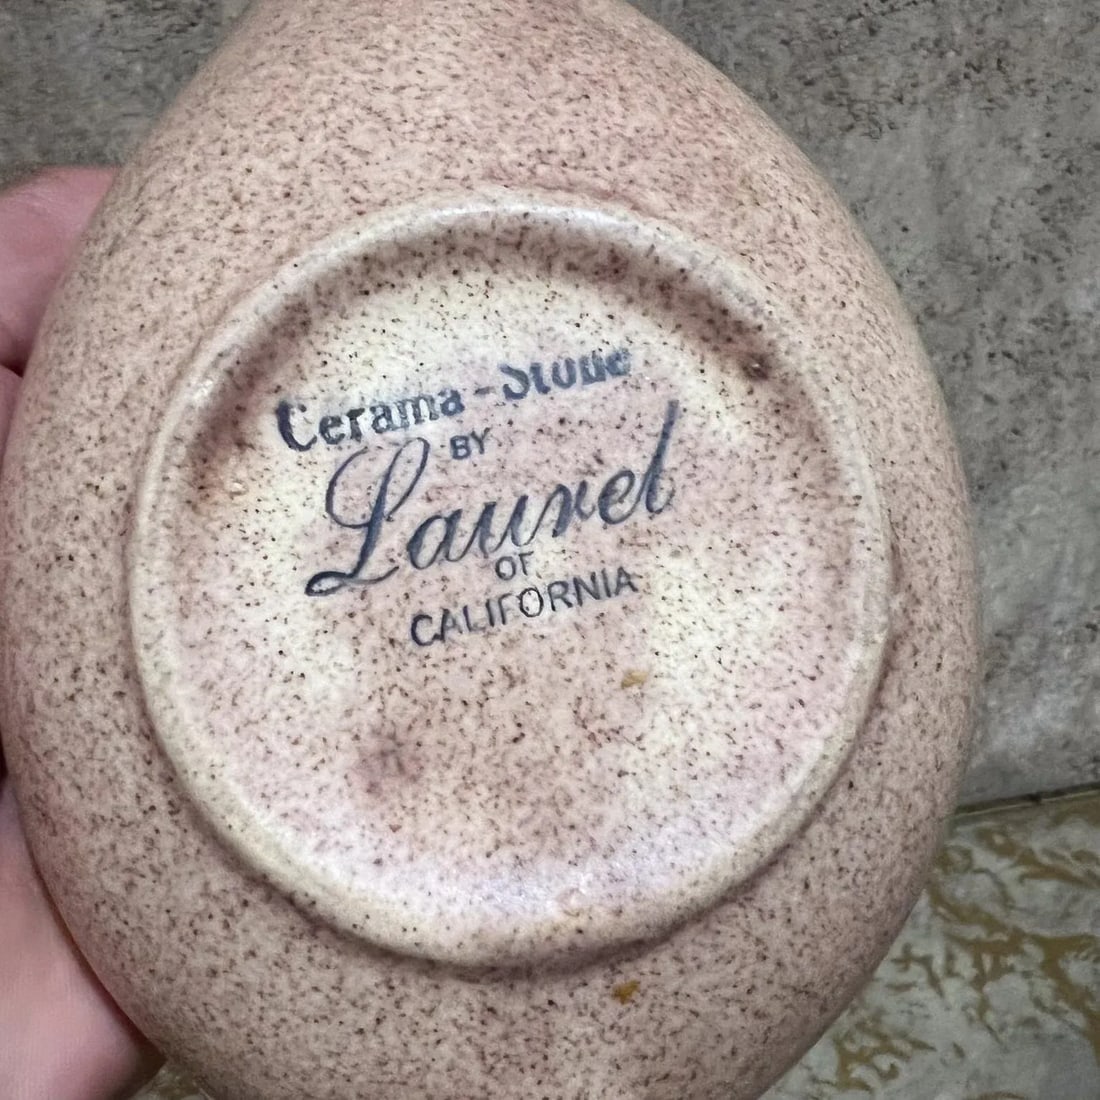 Cerama-Stone
BY
Laurel
OF
CALIFORNIA